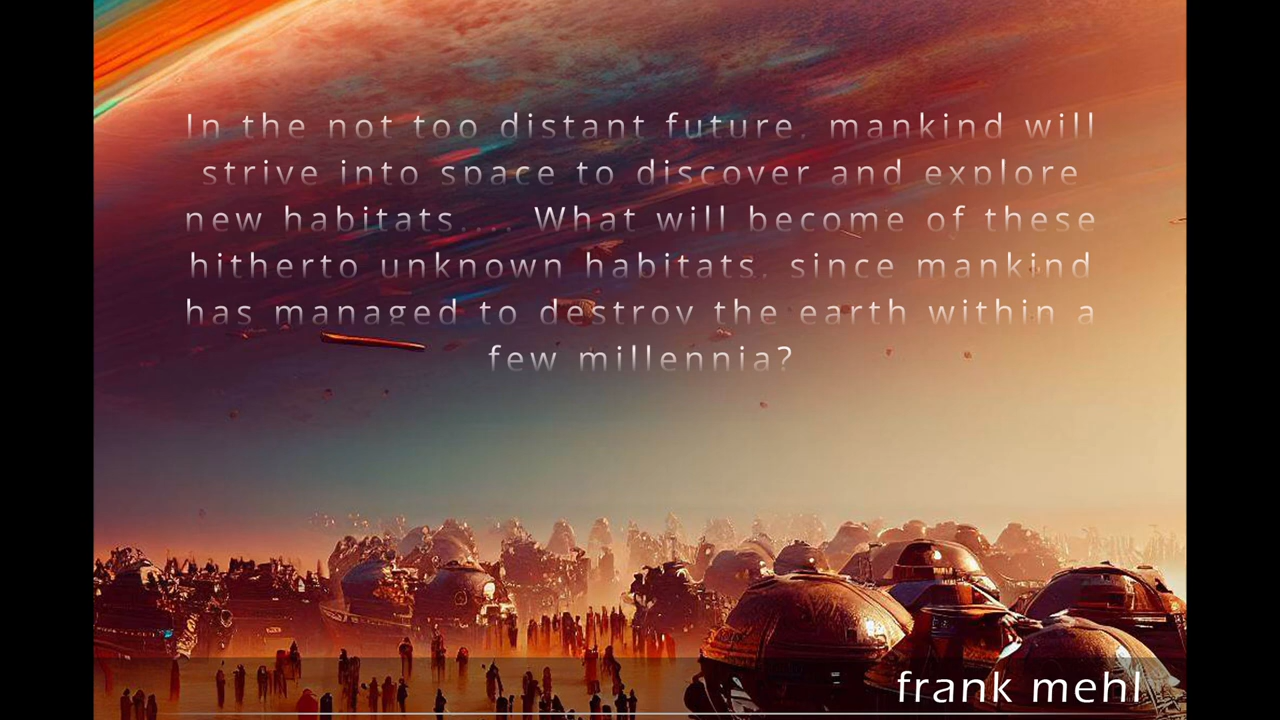 In the not too distant future, mankind will
strive into space to discover and explore
new habitats.... What will become of these
hitherto unknown habitats, since mankind
has managed to destroy the earth within a
few millennia?
frank mehl